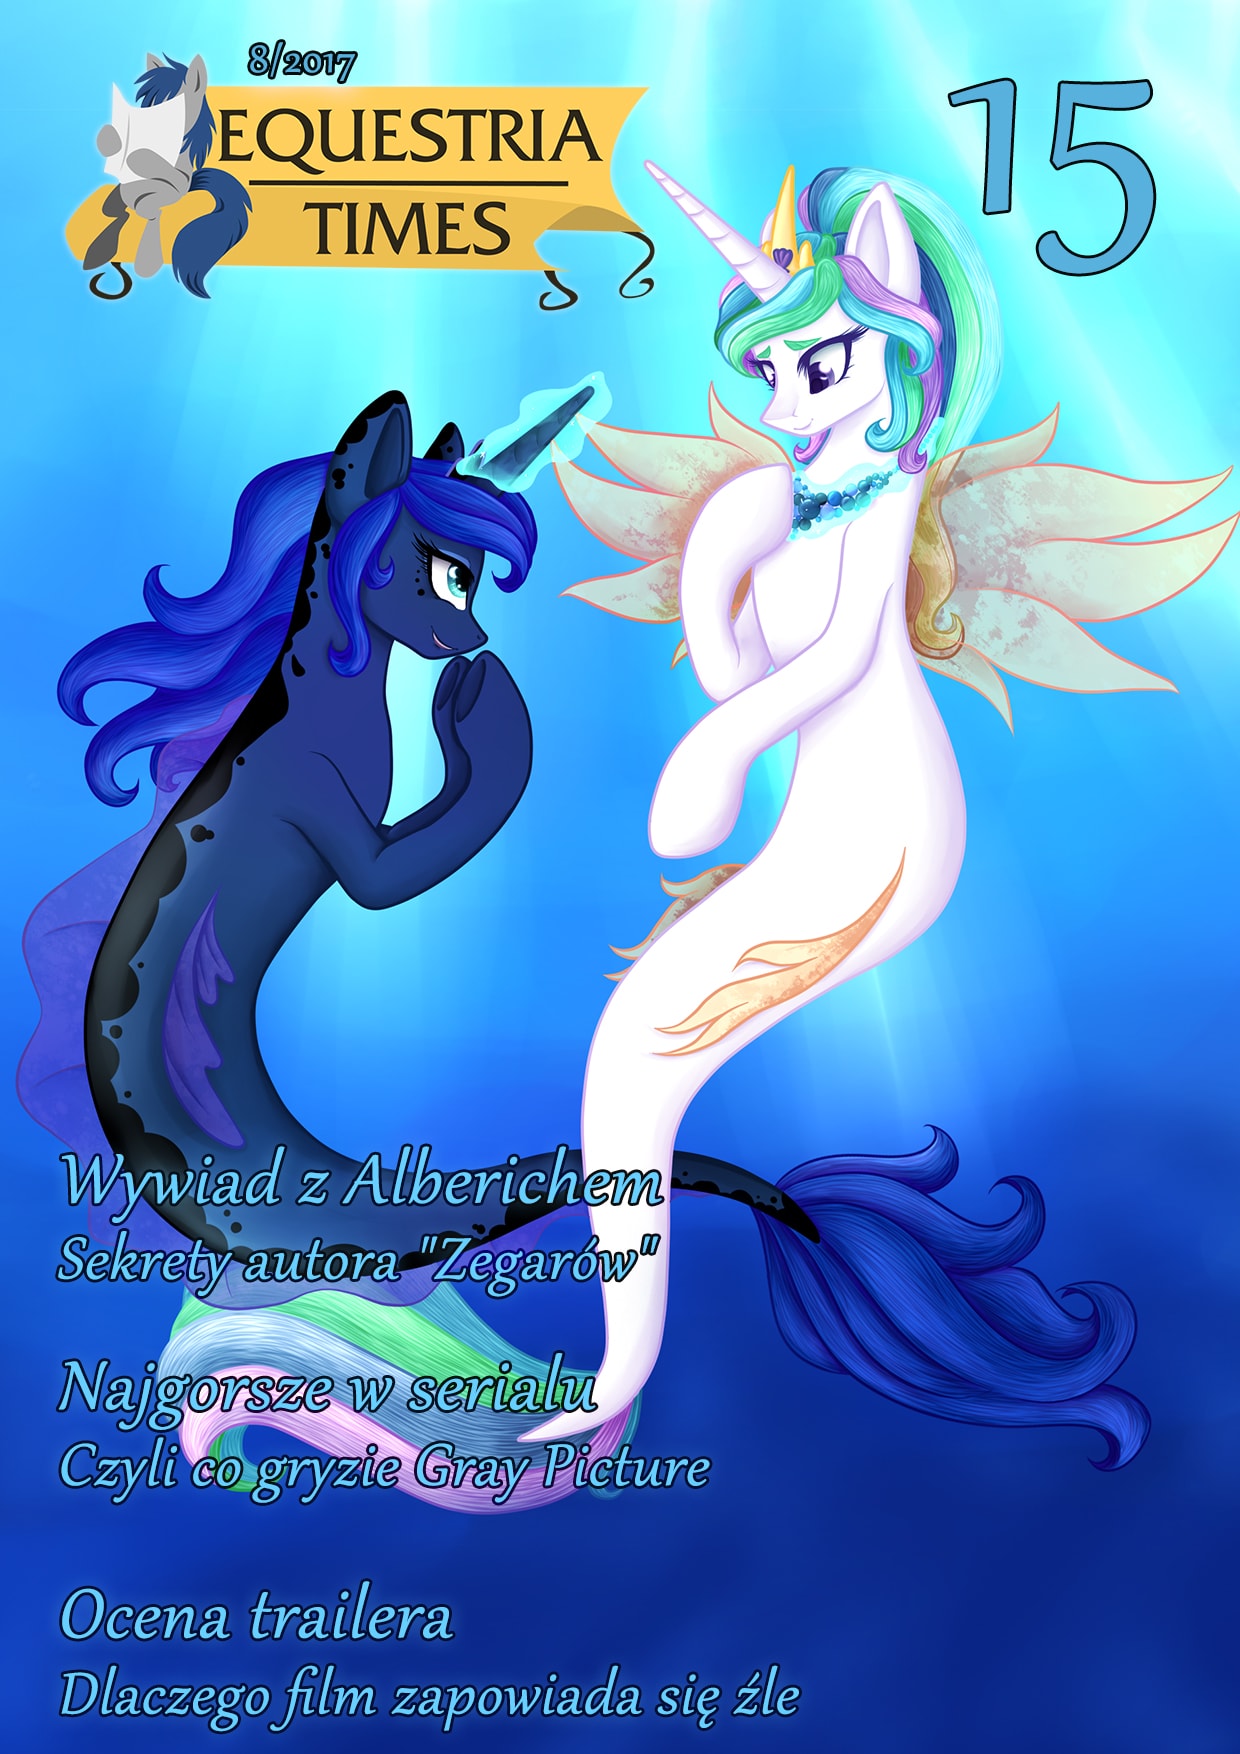 8/2017
EQUESTRIA
TIMES
15
Wywiad z Alberichem
Sekrety autora "Zegarów"
Najgorsze w serialu
Czyli co gryzie Gray Picture
Ocena trailera
Dlaczego film zapowiada się źle